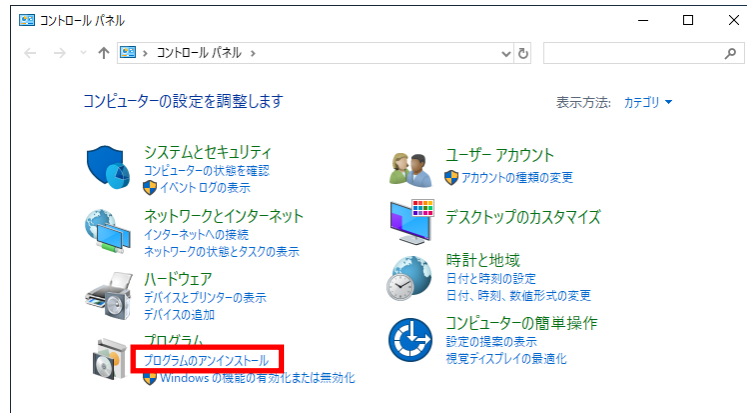 コントロール パネル
コントロール パネル
コンピューターの設定を調整します
表示方法: カテゴリ
システムとセキュリティ
コンピューターの状態を確認
イベント ログの表示
ネットワークとインターネット
インターネットへの接続
ネットワークの状態とタスクの表示
ハードウェア
デバイスとプリンターの表示
デバイスの追加
プログラム
プログラムのアンインストール
Windows の機能の有効化または無効化
ユーザー アカウント
アカウントの種類の変更
デスクトップのカスタマイズ
時計と地域
日付と時刻の設定
日付、時刻、数値形式の変更
コンピューターの簡単操作
設定の提案の表示
視覚ディスプレイの最適化